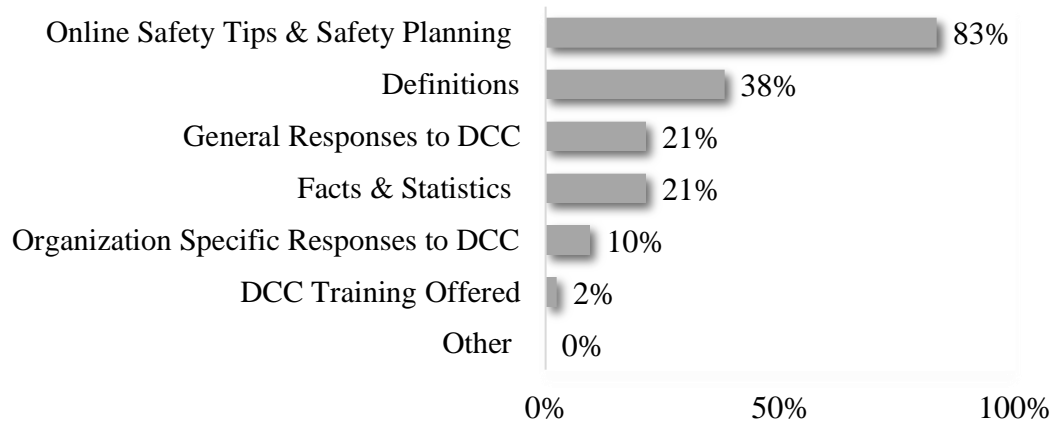 Online Safety Tips & Safety Planning 83%
Definitions 38%
General Responses to DCC 21%
Facts & Statistics 21%
Organization Specific Responses to DCC 10%
DCC Training Offered 2%
Other 0%
0% 50% 100%